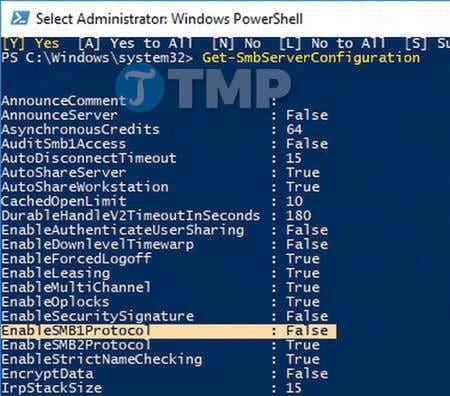 Select Administrator: Windows PowerShell
[Y] Yes [A] Yes to All [N] No [L] No to All [S] Su
PS C:\Windows\system32> Get-SmbServerConfiguration
TMP
AnnounceComment :
AnnounceServer : False
AsynchronousCredits : 64
AuditSmb1Access : False
AutoDisconnectTimeout : 15
AutoShareServer : True
AutoShareWorkstation : True
CachedOpenLimit : 10
DurableHandleV2TimeoutInSeconds : 180
EnableAuthenticateUserSharing : False
EnableDownlevelTimewarp : False
EnableForcedLogoff : True
EnableLeasing : True
EnableMultiChannel : True
EnableOplocks : True
EnableSecuritySignature : False
EnableSMB1Protocol : False
EnableSMB2Protocol : True
EnableStrictNameChecking : True
EncryptData : False
IrpStackSize : 15